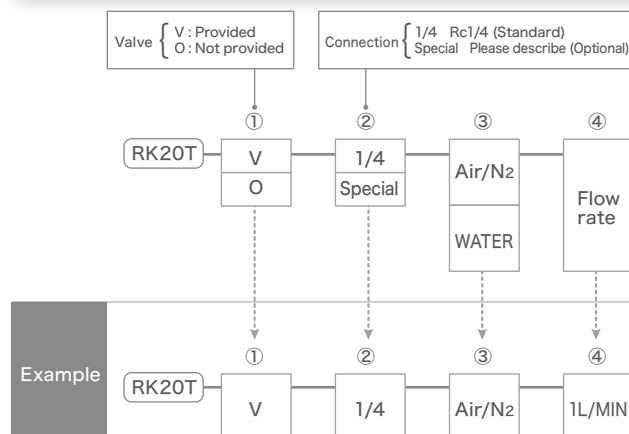 Valve { V : Provided
O : Not provided
Connection { 1/4 Rc1/4 (Standard)
Special Please describe (Optional)
① ② ③ ④
RK20T V 1/4 Air/N2 Flow rate
O Special WATER
Example
① ② ③ ④
RK20T V 1/4 Air/N2 1L/MIN